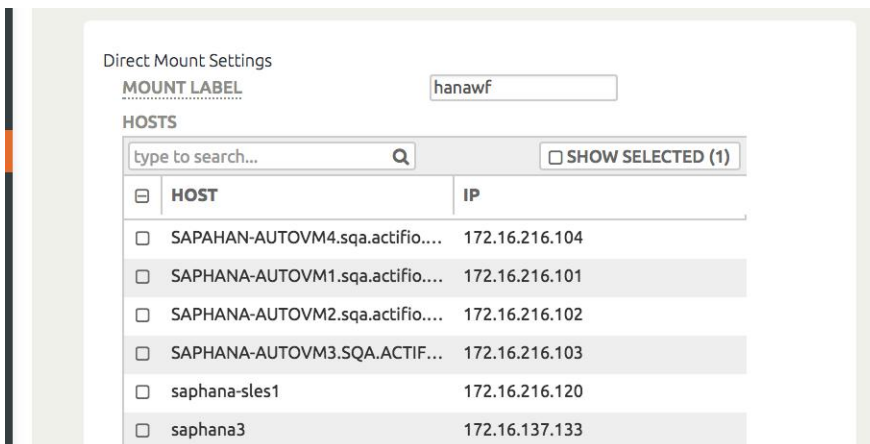 Direct Mount Settings
MOUNT LABEL hanawf
HOSTS
type to search... SHOW SELECTED (1)
HOST IP
SAPAHAN-AUTOVM4.sqa.actifio.... 172.16.216.104
SAPHANA-AUTOVM1.sqa.actifio.... 172.16.216.101
SAPHANA-AUTOVM2.sqa.actifio.... 172.16.216.102
SAPHANA-AUTOVM3.SQA.ACTIF... 172.16.216.103
saphana-sles1 172.16.216.120
saphana3 172.16.137.133